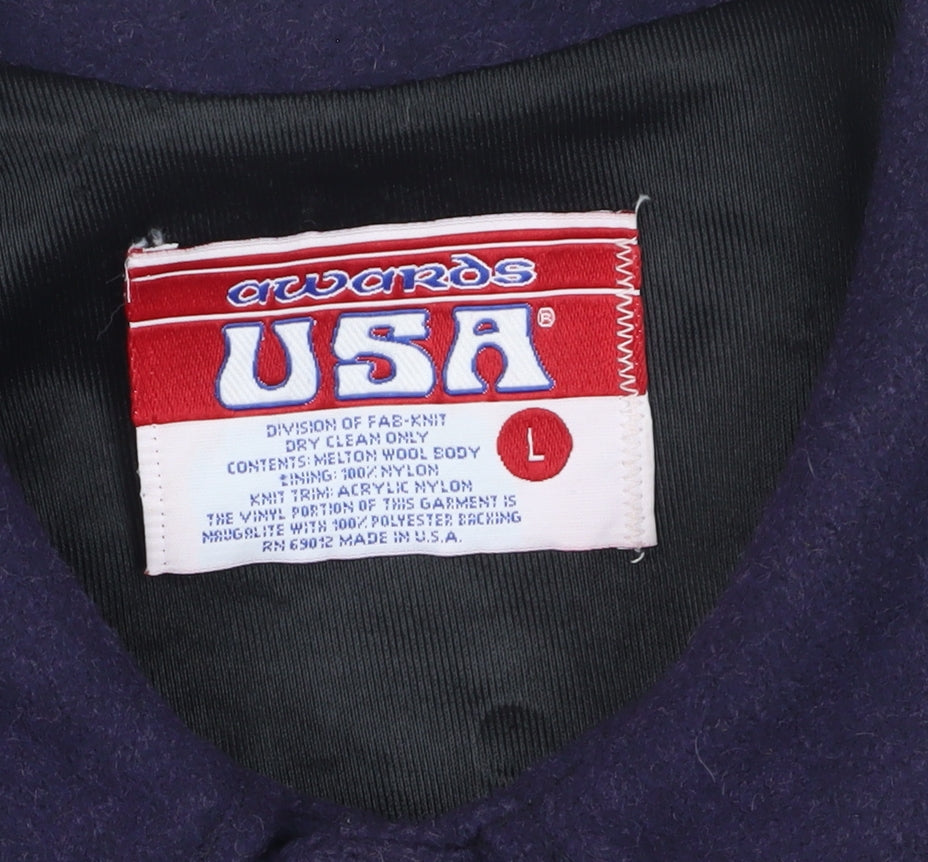 awards
USA®
DIVISION OF FAB-KNIT
DRY CLEAN ONLY
L
CONTENTS: MELTON WOOL BODY
LINING: 100% NYLON
KNIT TRIM: ACRYLIC NYLON
THE VINYL PORTION OF THIS GARMENT IS
NAUGALITE WITH 100% POLYESTER BACKING
RN 69012 MADE IN U.S.A.